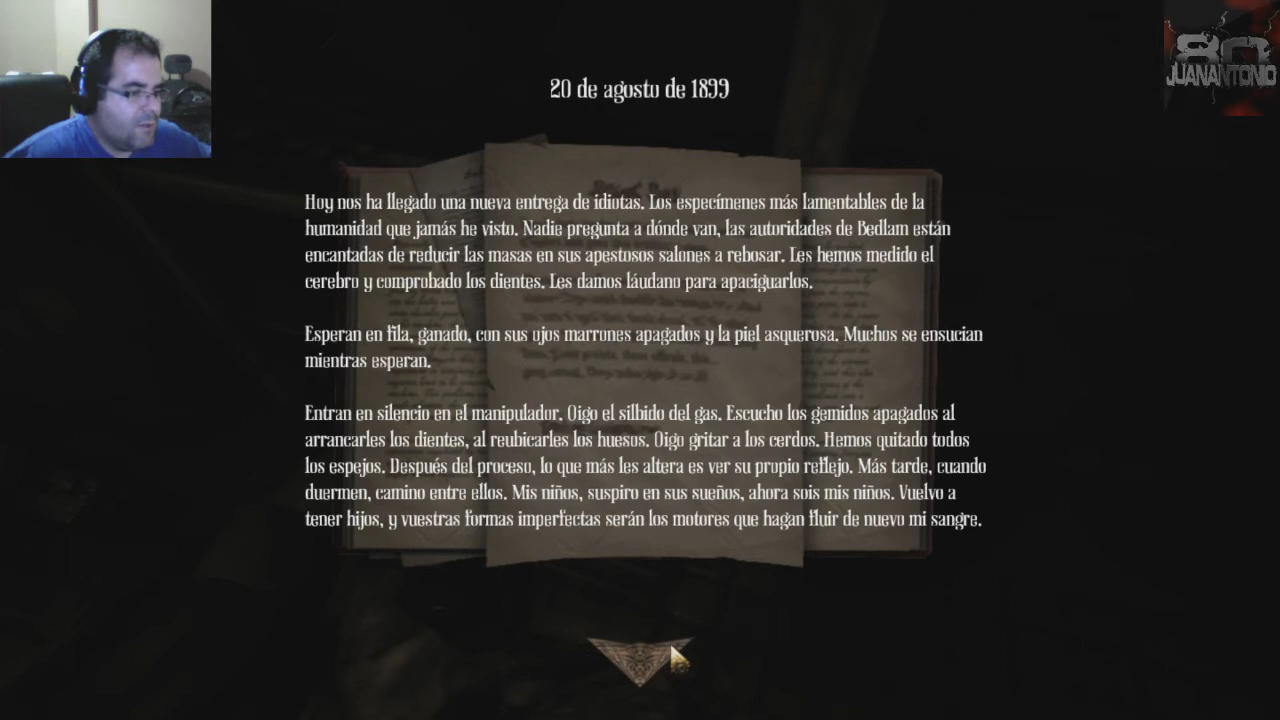 80
JUANANTONIO
20 de agosto de 1899
Hoy nos ha llegado una nueva entrega de idiotas. Los especímenes más lamentables de la
humanidad que jamás he visto. Nadie pregunta a dónde van, las autoridades de Bedlam están
encantadas de reducir las masas en sus apestosos salones a rebosar. Les hemos medido el
cerebro y comprobado los dientes. Les damos láudano para apaciguarlos.
Esperan en fila, ganado, con sus ojos marrones apagados y la piel asquerosa. Muchos se ensucian
mientras esperan.
Entran en silencio en el manipulador. Oigo el silbido del gas. Escucho los gemidos apagados al
arrancarles los dientes, al reubicarles los huesos. Oigo gritar a los cerdos. Hemos quitado todos
los espejos. Después del proceso, lo que más les altera es ver su propio reflejo. Más tarde, cuando
duermen, camino entre ellos. Mis niños, suspiro en sus sueños, ahora sois mis niños. Vuelvo a
tener hijos, y vuestras formas imperfectas serán los motores que hagan fluir de nuevo mi sangre.